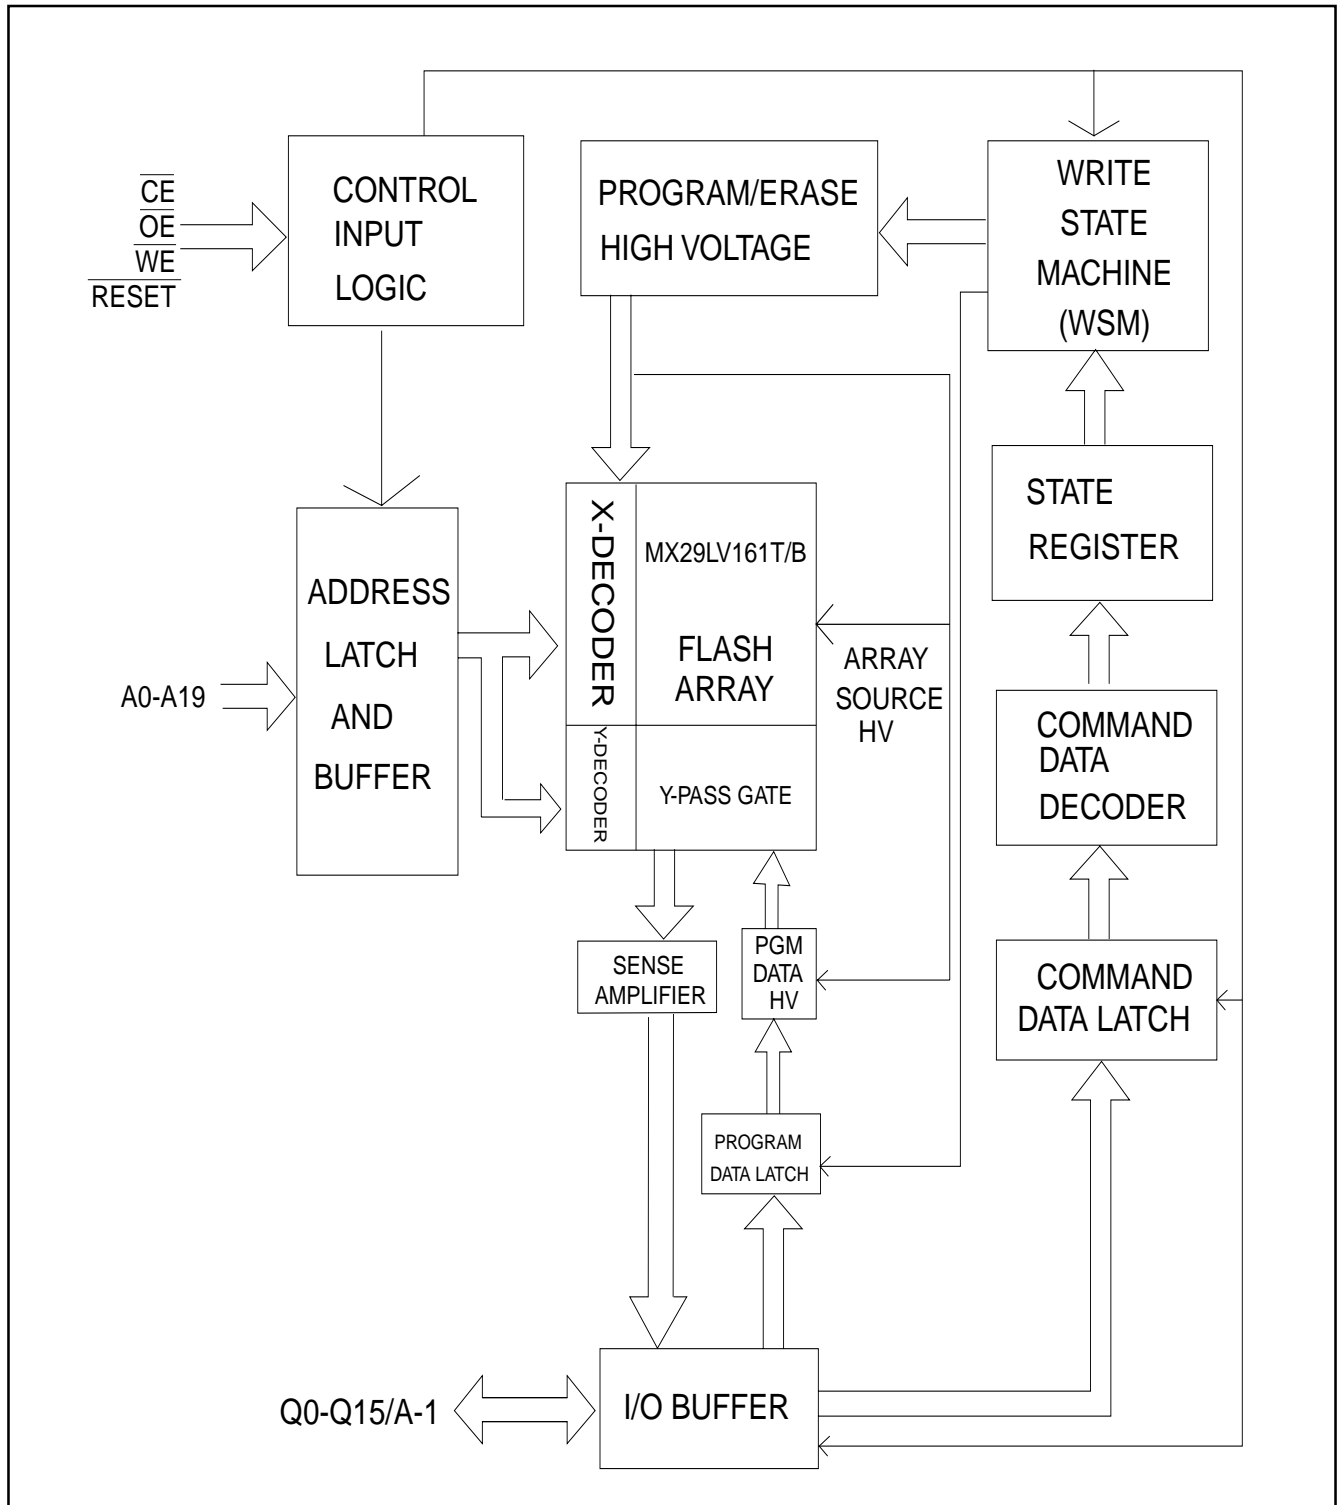 CE
OE
WE
RESET
CONTROL
INPUT
LOGIC
PROGRAM/ERASE
HIGH VOLTAGE
WRITE
STATE
MACHINE
(WSM)
STATE
REGISTER
A0-A19
ADDRESS
LATCH
AND
BUFFER
X-DECODER
MX29LV161T/B
FLASH
ARRAY
ARRAY
SOURCE
HV
Y-DECODER
Y-PASS GATE
COMMAND
DATA
DECODER
SENSE
AMPLIFIER
PGM
DATA
HV
COMMAND
DATA LATCH
PROGRAM
DATA LATCH
Q0-Q15/A-1
I/O BUFFER